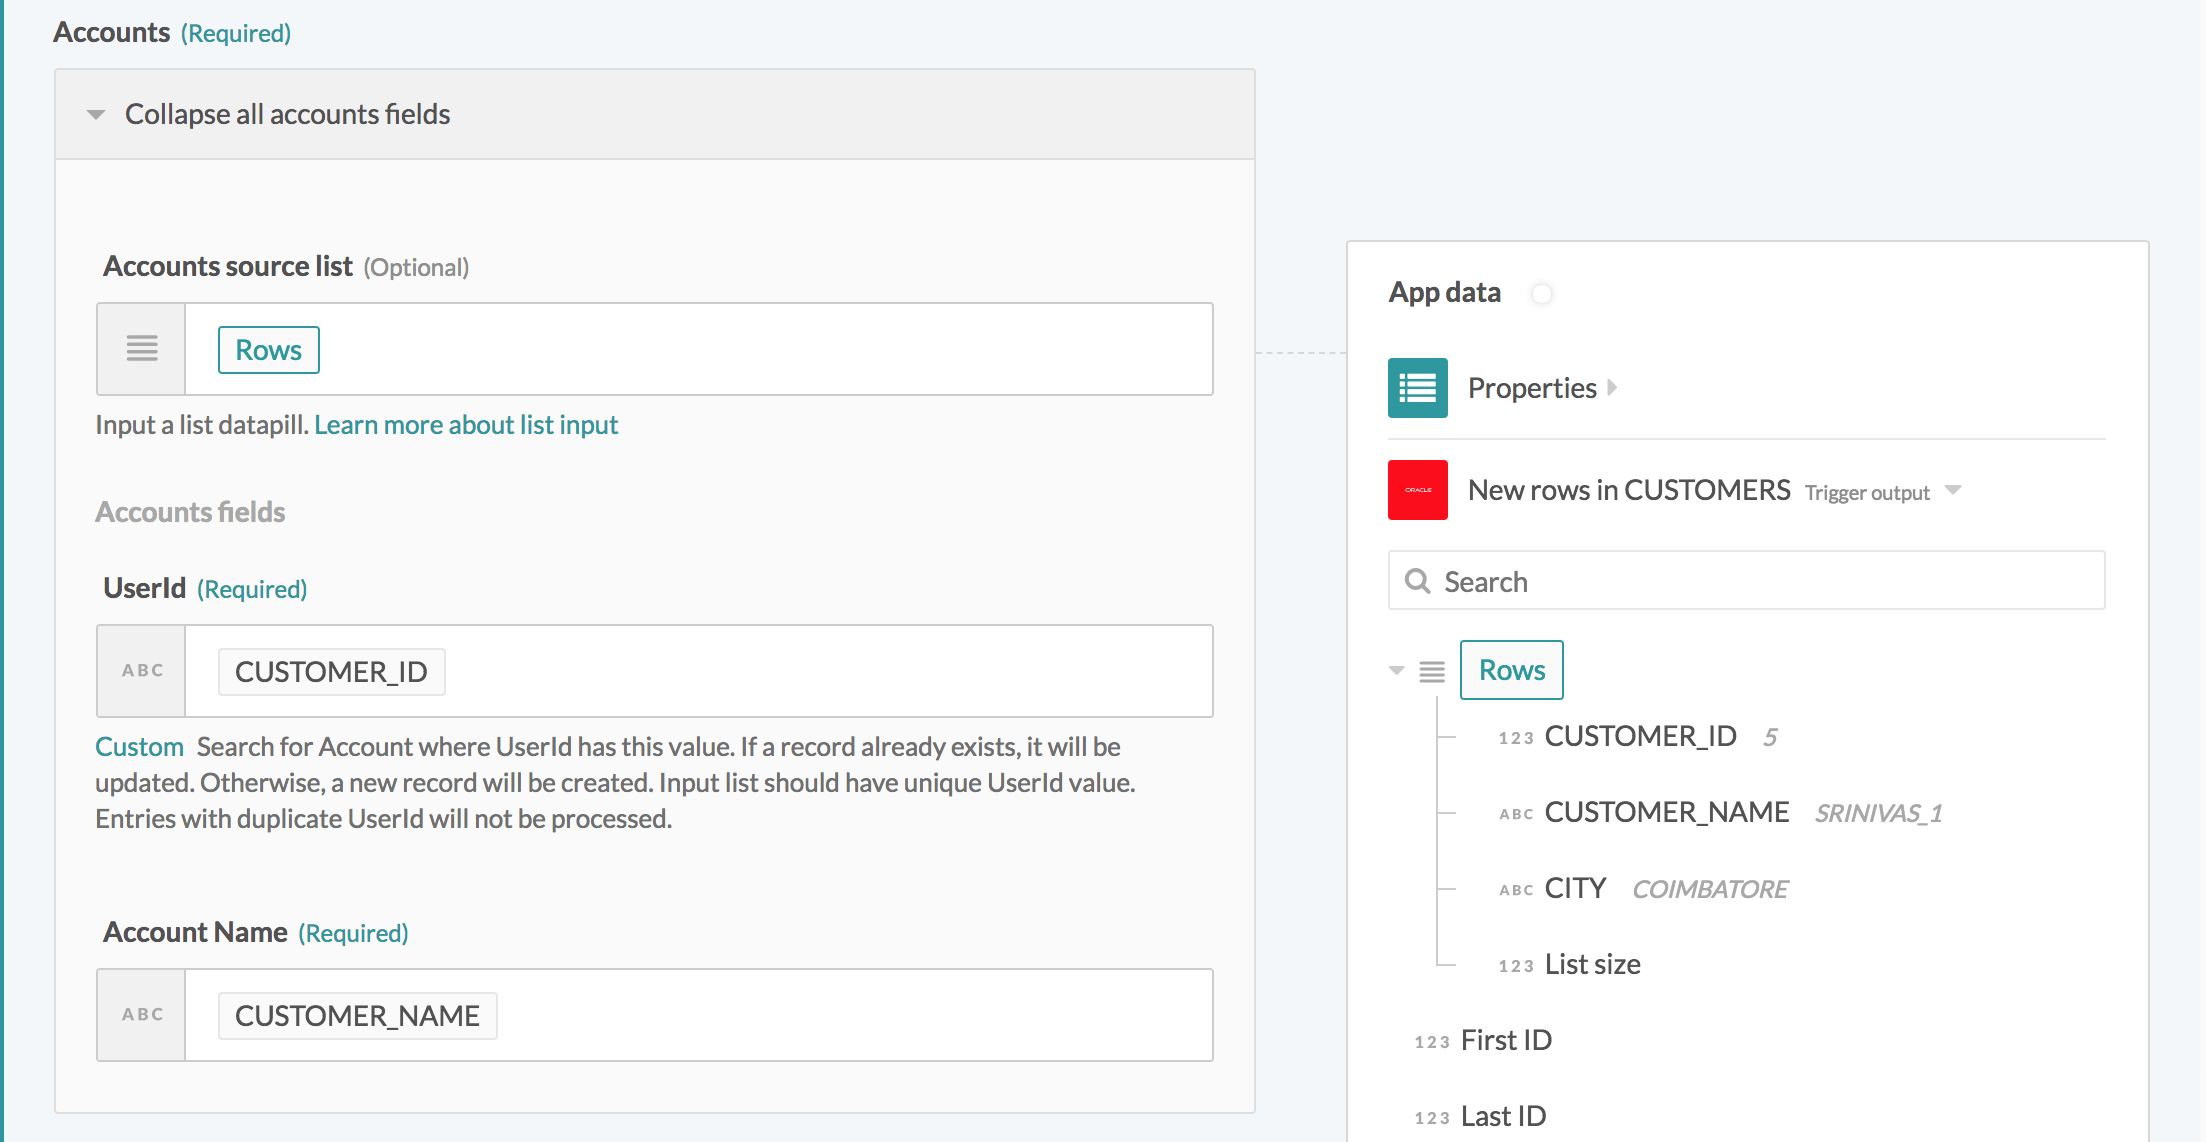 Accounts (Required)
Collapse all accounts fields
Accounts source list (Optional)
Rows
Input a list datapill. Learn more about list input
Accounts fields
UserId (Required)
ABC CUSTOMER_ID
Custom Search for Account where UserId has this value. If a record already exists, it will be
updated. Otherwise, a new record will be created. Input list should have unique UserId value.
Entries with duplicate UserId will not be processed.
Account Name (Required)
ABC CUSTOMER_NAME
App data
Properties
ORACLE New rows in CUSTOMERS Trigger output
Search
Rows
123 CUSTOMER_ID 5
ABC CUSTOMER_NAME SRINIVAS_1
ABC CITY COIMBATORE
123 List size
123 First ID
123 Last ID